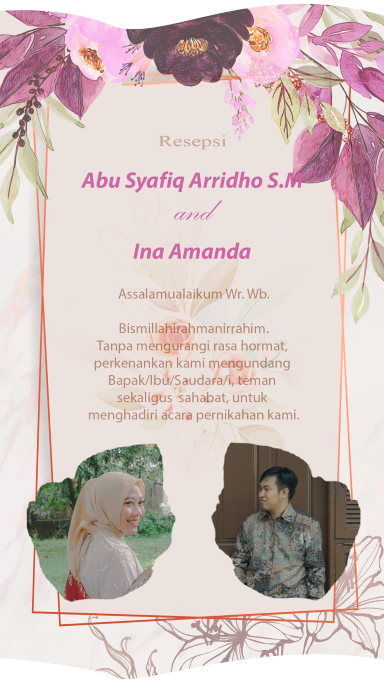 Resepsi
Abu Syafiq Arridho S.M
and
Ina Amanda
Assalamualaikum Wr. Wb.
Bismillahirahmanirrahim.
Tanpa mengurangi rasa hormat,
perkenankan kami mengundang
Bapak/Ibu/Saudara/i, teman
sekaligus sahabat, untuk
menghadiri acara pernikahan kami.